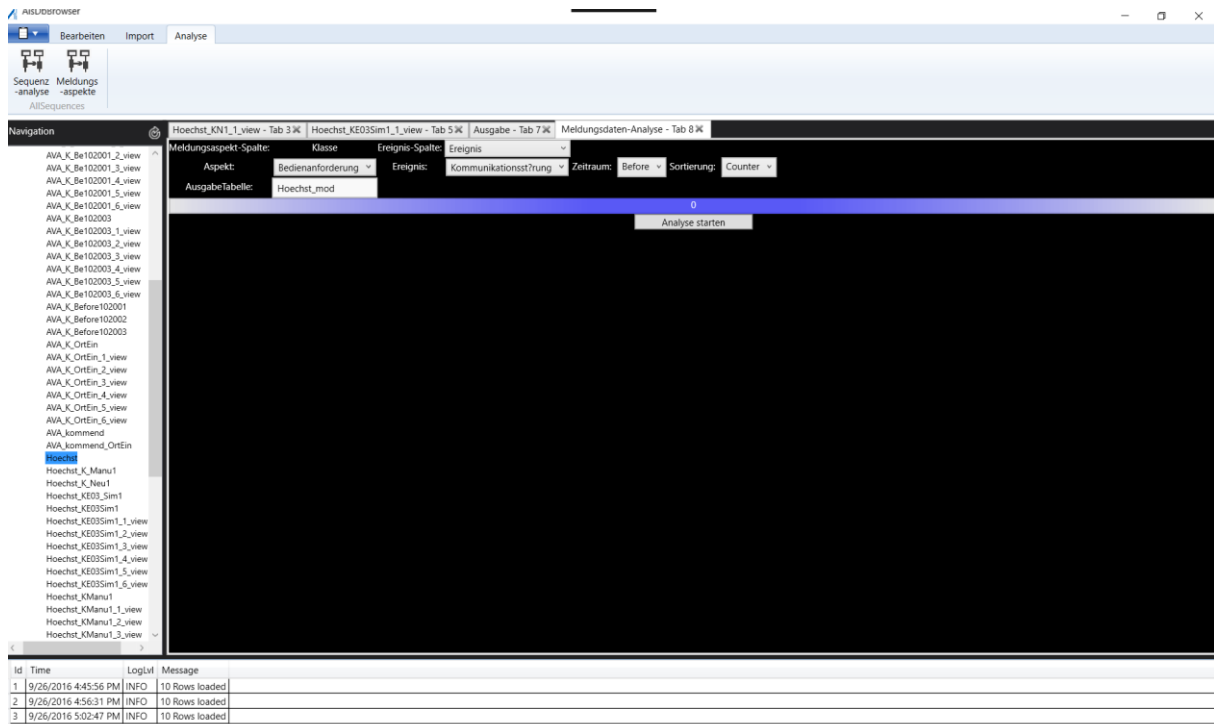 AisDbBrowser
Bearbeiten Import Analyse
Sequenz Meldungs
-analyse -aspekte
AllSequences
Navigation
Hoechst_KN1_1_view - Tab 3 Hoechst_KE03Sim1_1_view - Tab 5 Ausgabe - Tab 7 Meldungsdaten-Analyse - Tab 8
Meldungsaspekt-Spalte: Klasse Ereignis-Spalte: Ereignis
Aspekt: Bedienanforderung Ereignis: Kommunikationsst?rung Zeitraum: Before Sortierung: Counter
AusgabeTabelle: Hoechst_mod
0
Analyse starten
AVA_K_Be102001_2_view
AVA_K_Be102001_3_view
AVA_K_Be102001_4_view
AVA_K_Be102001_5_view
AVA_K_Be102001_6_view
AVA_K_Be102003
AVA_K_Be102003_1_view
AVA_K_Be102003_2_view
AVA_K_Be102003_3_view
AVA_K_Be102003_4_view
AVA_K_Be102003_5_view
AVA_K_Be102003_6_view
AVA_K_Before102001
AVA_K_Before102002
AVA_K_Before102003
AVA_K_OrtEin
AVA_K_OrtEin_1_view
AVA_K_OrtEin_2_view
AVA_K_OrtEin_3_view
AVA_K_OrtEin_4_view
AVA_K_OrtEin_5_view
AVA_K_OrtEin_6_view
AVA_kommend
AVA_kommend_OrtEin
Hoechst
Hoechst_K_Manu1
Hoechst_K_Neu1
Hoechst_KE03_Sim1
Hoechst_KE03Sim1
Hoechst_KE03Sim1_1_view
Hoechst_KE03Sim1_2_view
Hoechst_KE03Sim1_3_view
Hoechst_KE03Sim1_4_view
Hoechst_KE03Sim1_5_view
Hoechst_KE03Sim1_6_view
Hoechst_KManu1
Hoechst_KManu1_1_view
Hoechst_KManu1_2_view
Hoechst_KManu1_3_view
Id Time LogLvl Message
1 9/26/2016 4:45:56 PM INFO 10 Rows loaded
2 9/26/2016 4:56:31 PM INFO 10 Rows loaded
3 9/26/2016 5:02:47 PM INFO 10 Rows loaded